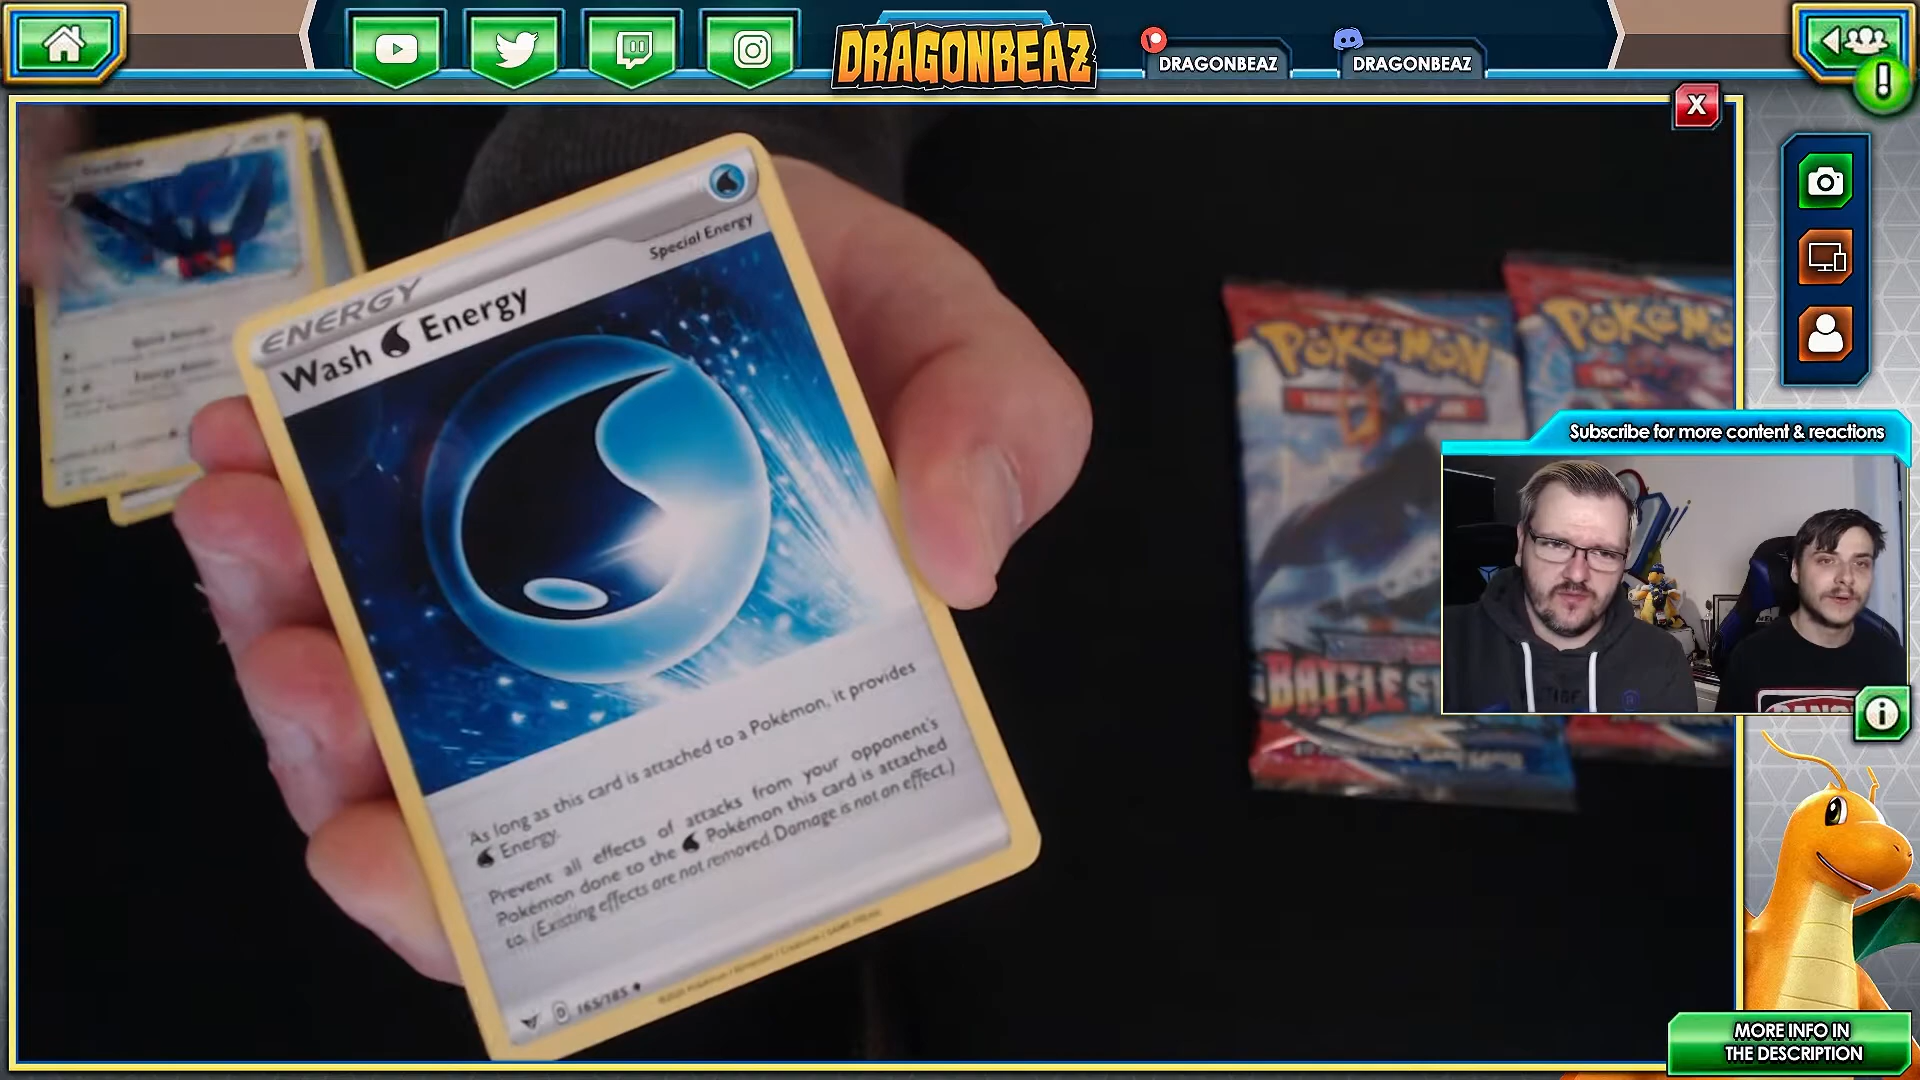 DRAGONBEAZ
DRAGONBEAZ
DRAGONBEAZ
X
Subscribe for more content & reactions
ENERGY
Special Energy
Wash Energy
As long as this card is attached to a Pokémon, it provides
Energy.
Prevent all effects of attacks from your opponent's
Pokémon done to the Pokémon this card is attached
to. (Existing effects are not removed. Damage is not an effect.)
D 165/185
POKéMON
POKéMO
BATTLE S
MORE INFO IN
THE DESCRIPTION